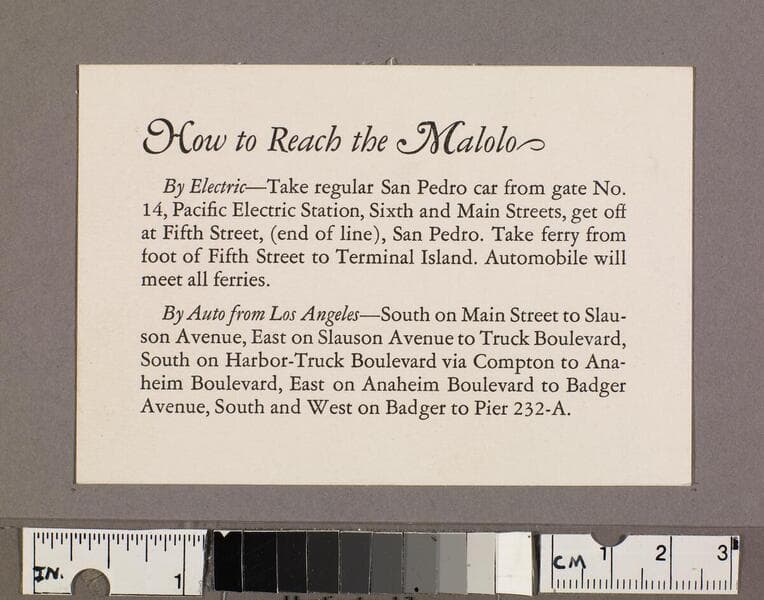 How to Reach the Malolo
By Electric—Take regular San Pedro car from gate No.
14, Pacific Electric Station, Sixth and Main Streets, get off
at Fifth Street, (end of line), San Pedro. Take ferry from
foot of Fifth Street to Terminal Island. Automobile will
meet all ferries.
By Auto from Los Angeles—South on Main Street to Slau-
son Avenue, East on Slauson Avenue to Truck Boulevard,
South on Harbor-Truck Boulevard via Compton to Ana-
heim Boulevard, East on Anaheim Boulevard to Badger
Avenue, South and West on Badger to Pier 232-A.
IN. 1
CM 1 2 3